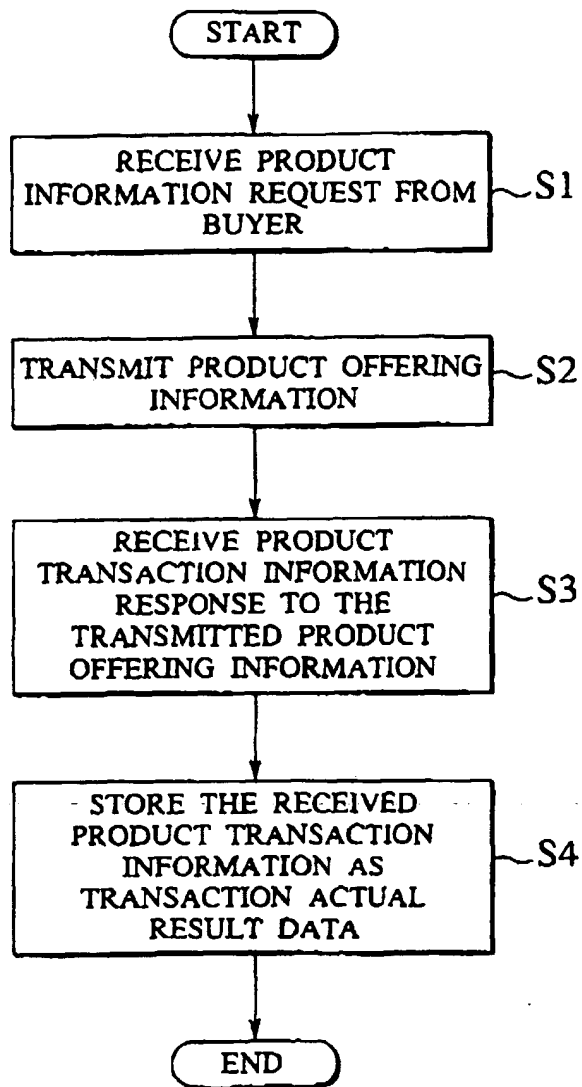 START
RECEIVE PRODUCT
INFORMATION REQUEST FROM
BUYER
S1
TRANSMIT PRODUCT OFFERING
INFORMATION
S2
RECEIVE PRODUCT
TRANSACTION INFORMATION
RESPONSE TO THE
TRANSMITTED PRODUCT
OFFERING INFORMATION
S3
STORE THE RECEIVED
PRODUCT TRANSACTION
INFORMATION AS
TRANSACTION ACTUAL
RESULT DATA
S4
END